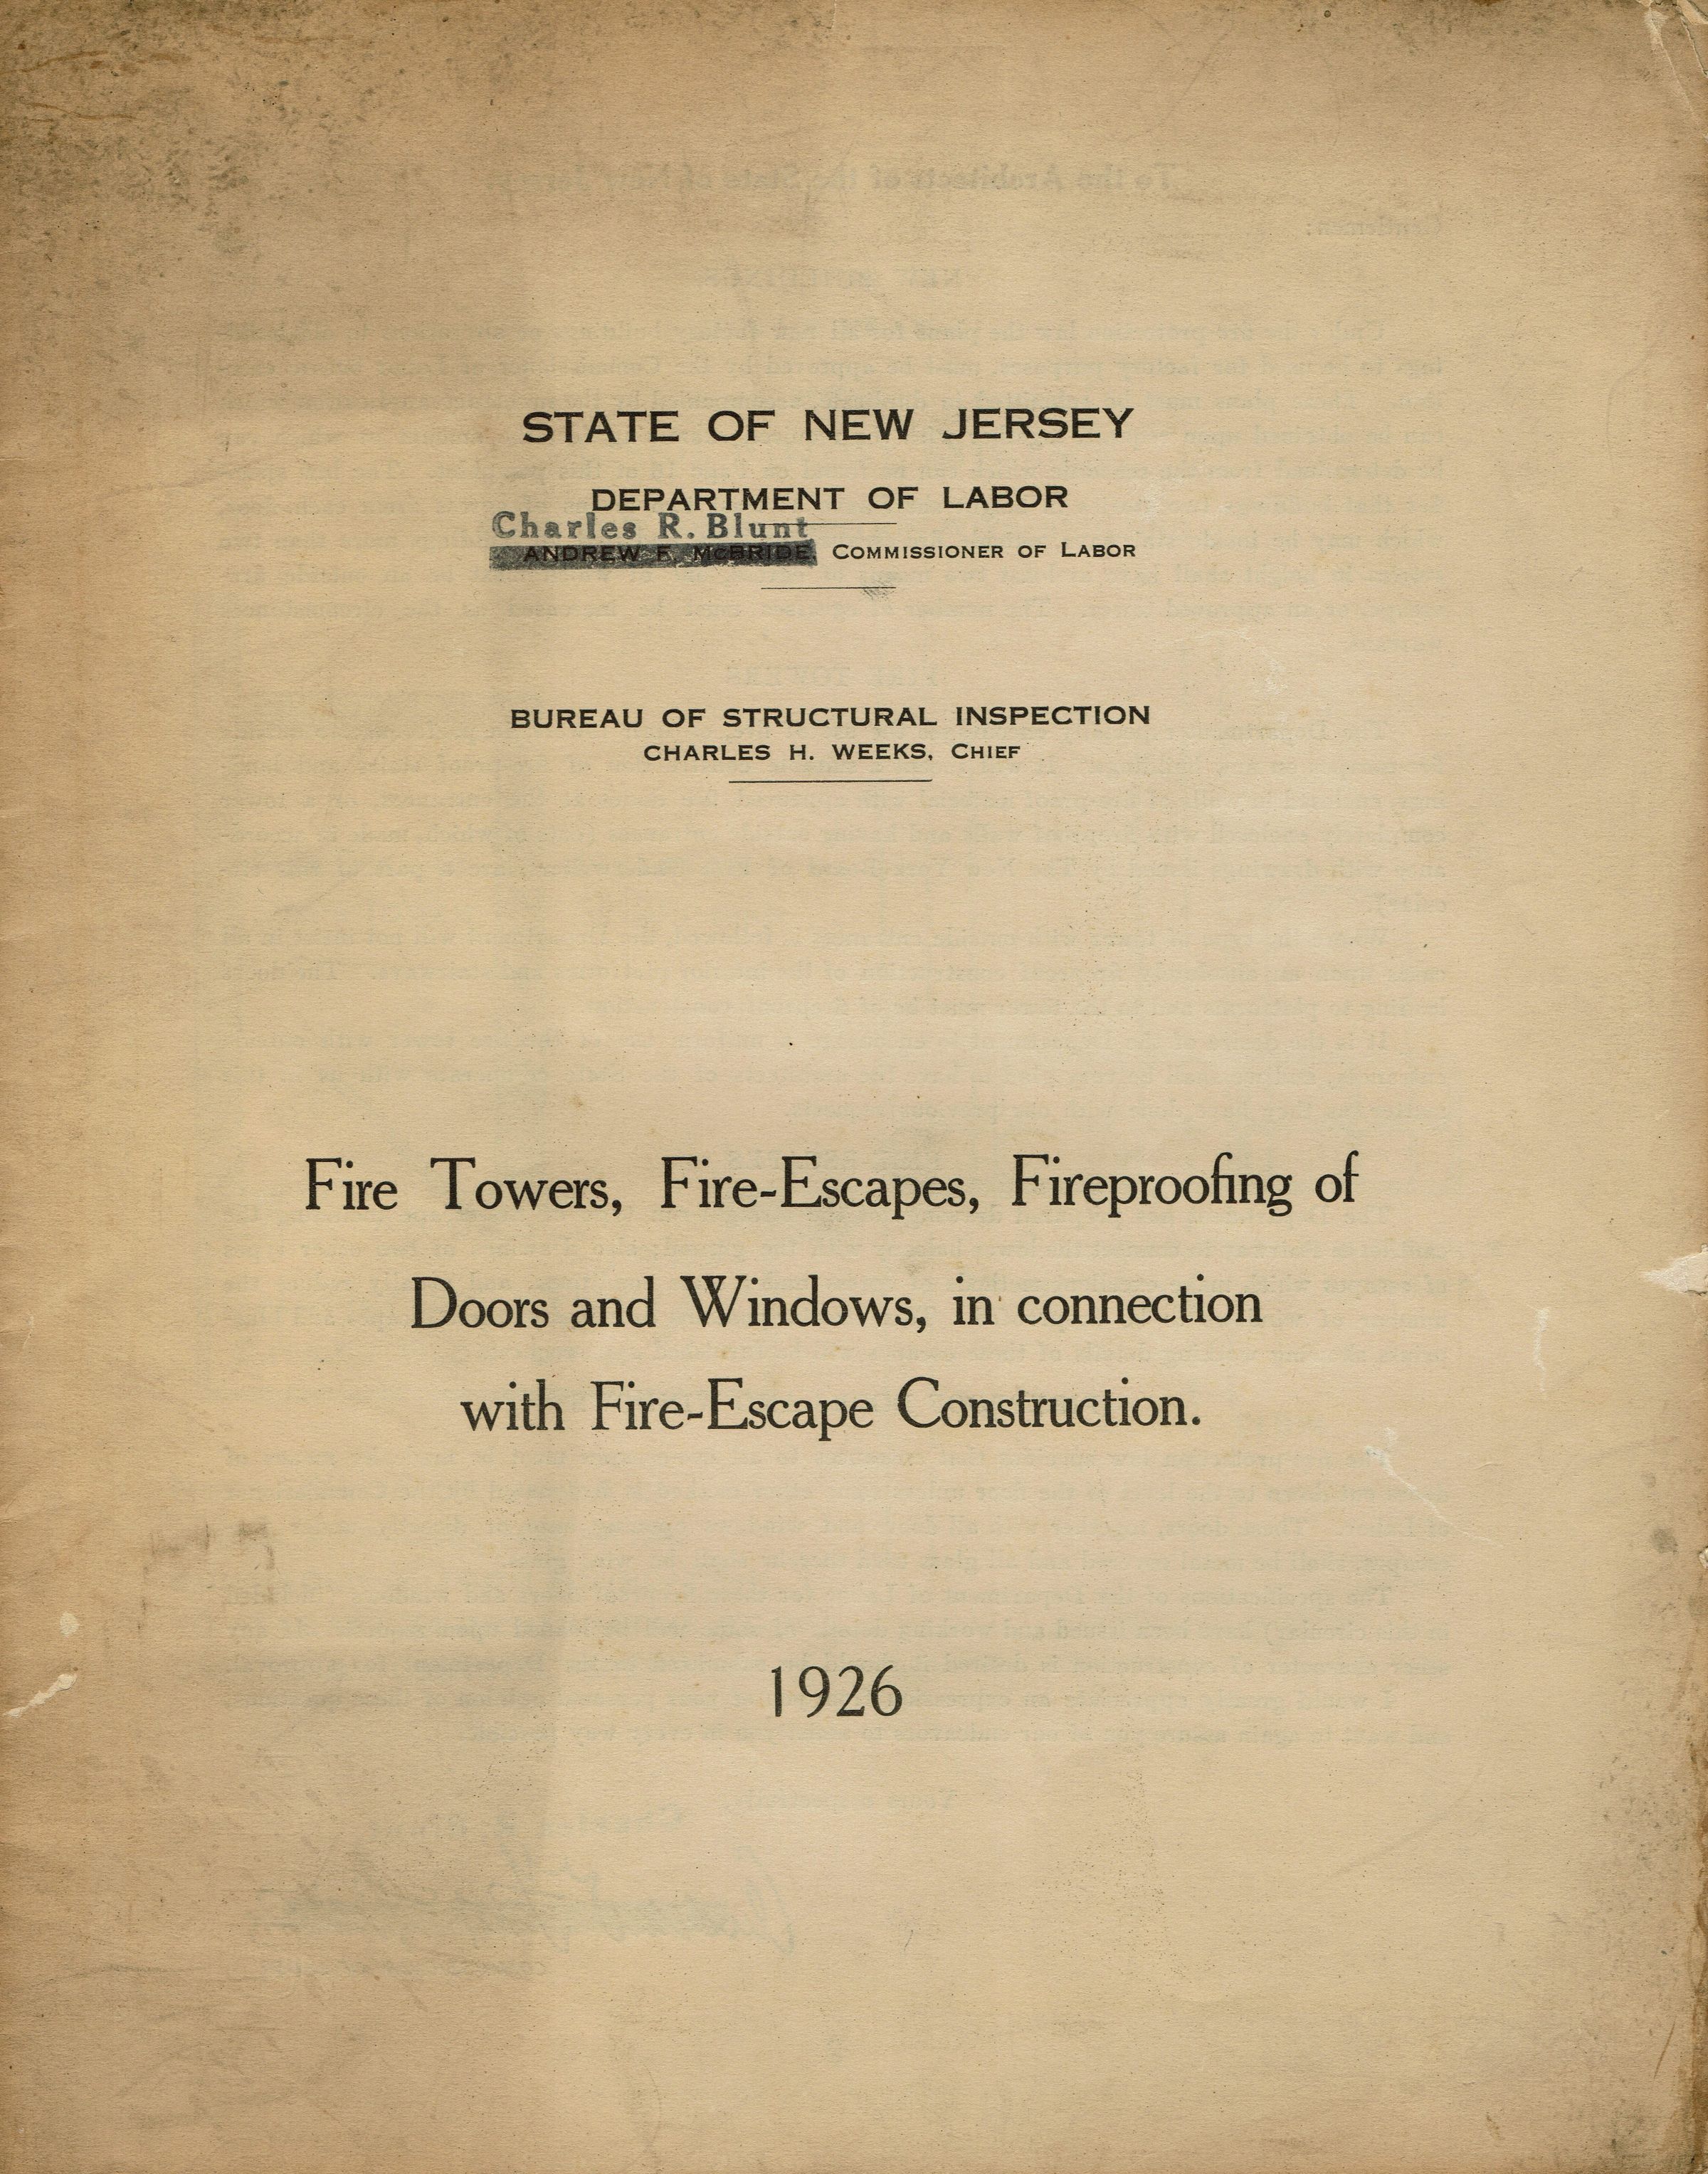 STATE OF NEW JERSEY
DEPARTMENT OF LABOR
Charles R. Blunt
ANDREW F. McBRIDE, COMMISSIONER OF LABOR
BUREAU OF STRUCTURAL INSPECTION
CHARLES H. WEEKS, CHIEF
Fire Towers, Fire-Escapes, Fireproofing of
Doors and Windows, in connection
with Fire-Escape Construction.
1926